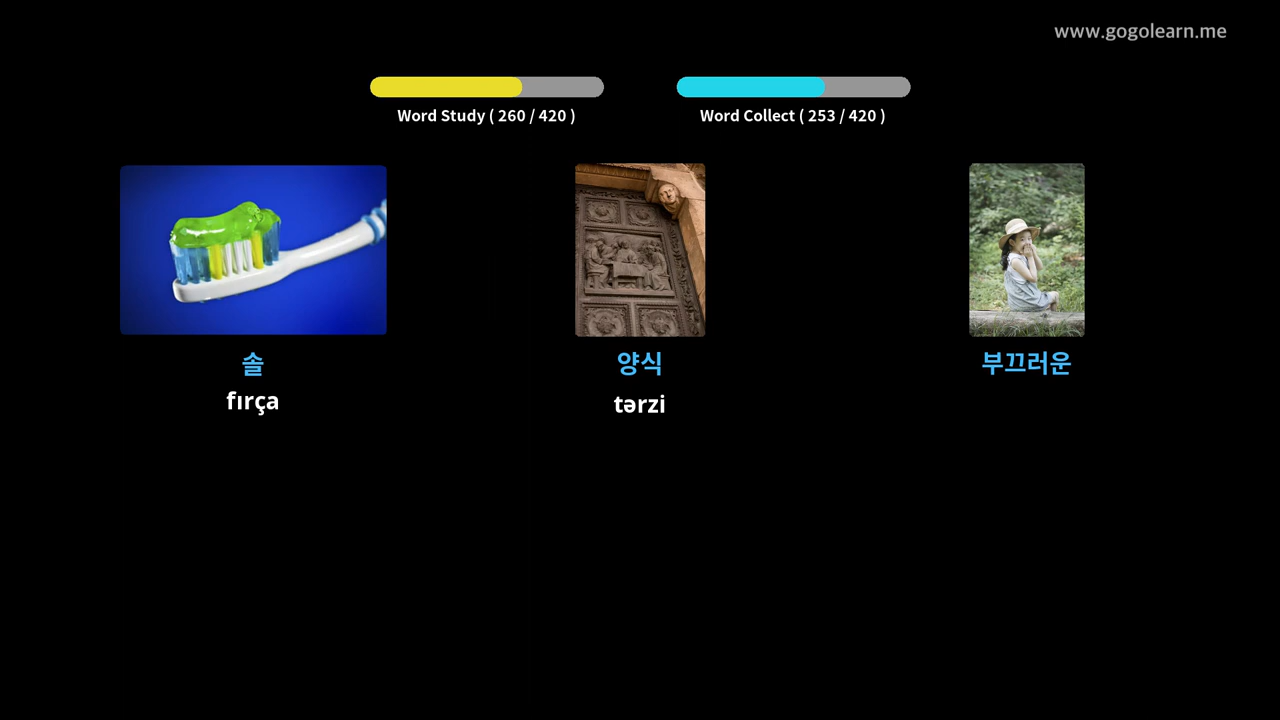 www.gogolearn.me
Word Study ( 260 / 420 )
Word Collect ( 253 / 420 )
솔
fırça
양식
tərzi
부끄러운